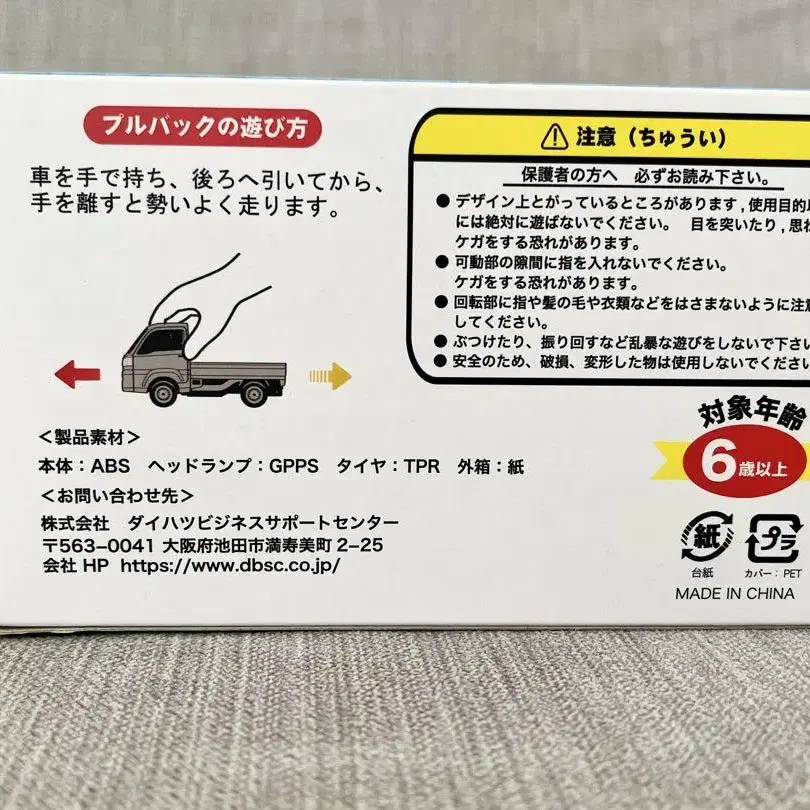 プルバックの遊び方
車を手で持ち、後ろへ引いてから、
手を離すと勢いよく走ります。
<製品素材>
本体:ABS ヘッドランプ:GPPS タイヤ:TPR 外箱:紙
<お問い合わせ先>
株式会社 ダイハツビジネスサポートセンター
〒563-0041 大阪府池田市満寿美町2-25
会社HP https://www.dbsc.co.jp/
注意(ちゅうい)
保護者の方へ 必ずお読み下さい。
● デザイン上とがっているところがあります,使用目的
には絶対に遊ばないでください。 目を突いたり,思
ケガをする恐れがあります。
● 可動部の隙間に指を入れないでください。
ケガをする恐れがあります。
● 回転部に指や髪の毛や衣類などをはさまないように注意
してください。
● ぶつけたり、振り回すなど乱暴な遊びをしないで下さい
● 安全のため、破損、変形した物は使用しないでください
対象年齢
6歳以上
紙
プラ
台紙
カバー:PET
MADE IN CHINA